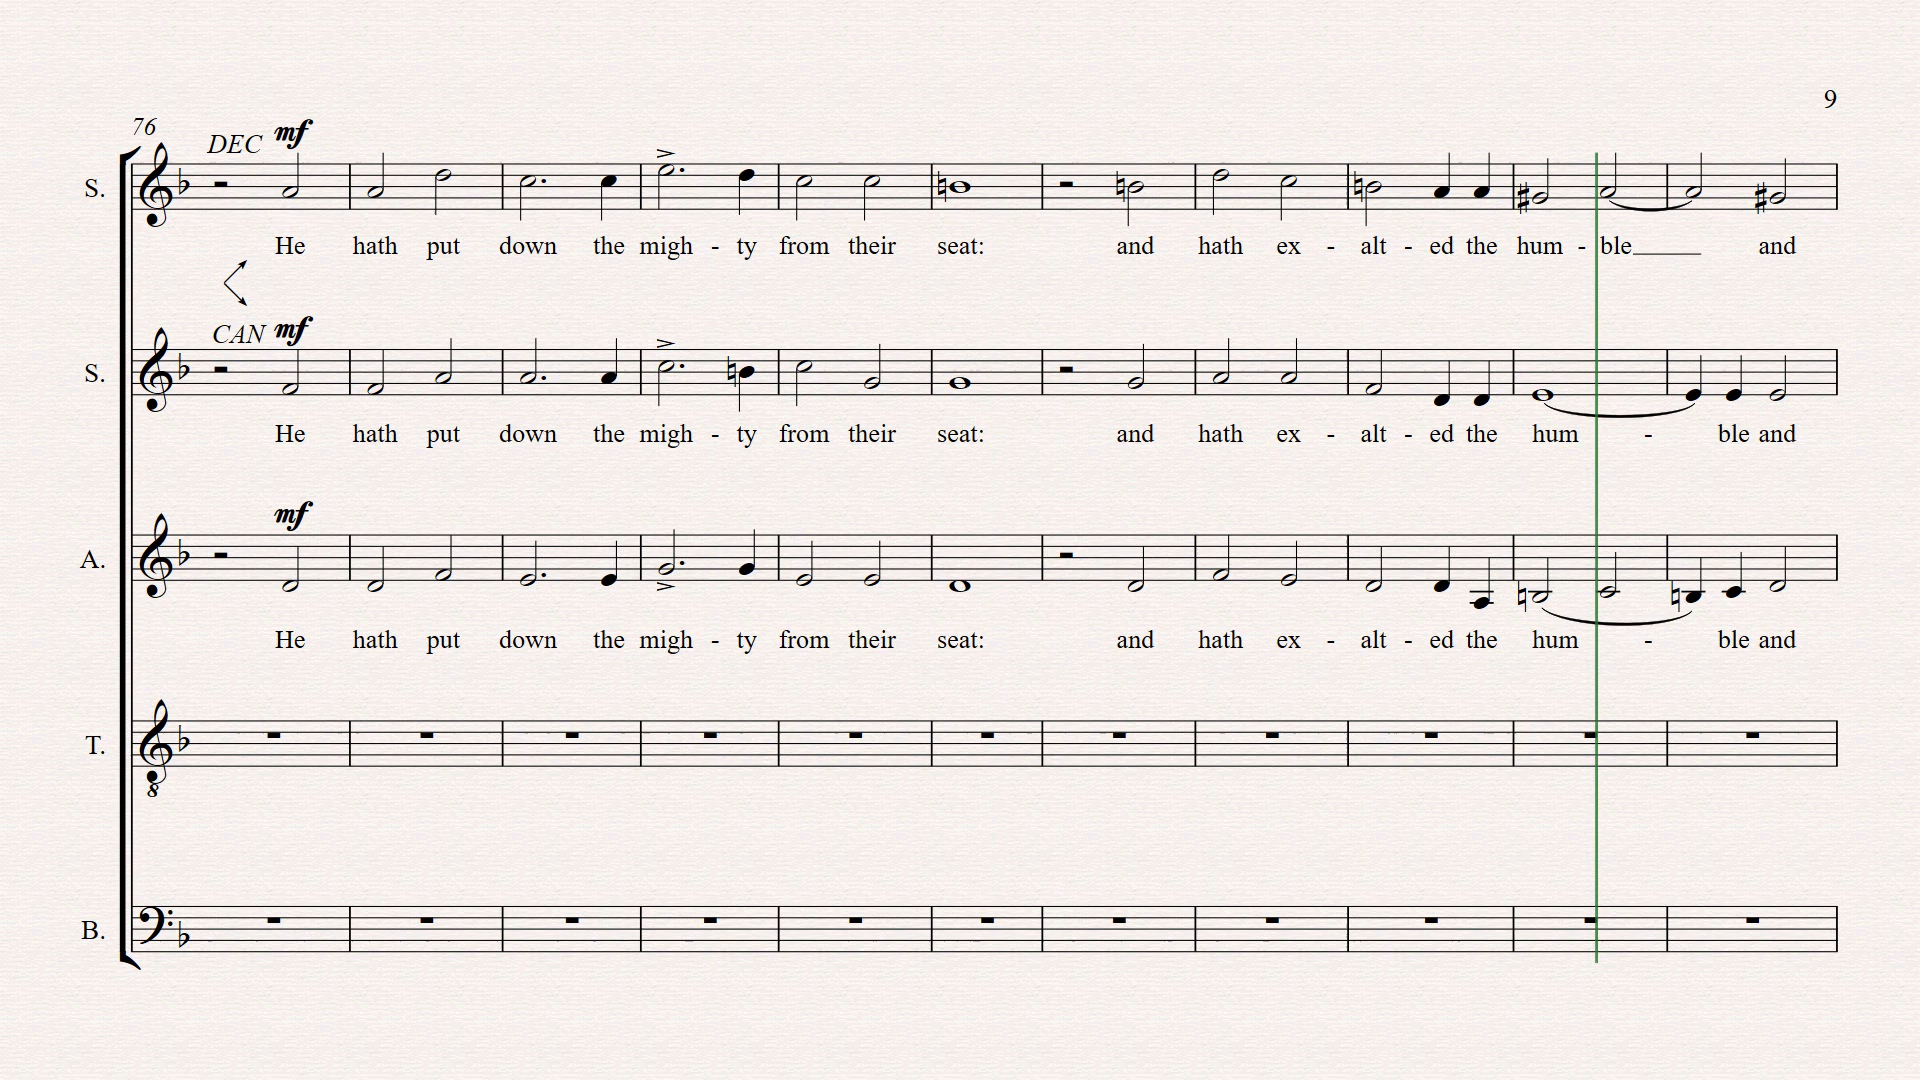 9
76
DEC mf
S.
He hath put down the migh - ty from their seat: and hath ex - alt - ed the hum - ble____ and
CAN mf
S.
He hath put down the migh - ty from their seat: and hath ex - alt - ed the hum - ble and
mf
A.
He hath put down the migh - ty from their seat: and hath ex - alt - ed the hum - ble and
T.
8
B.